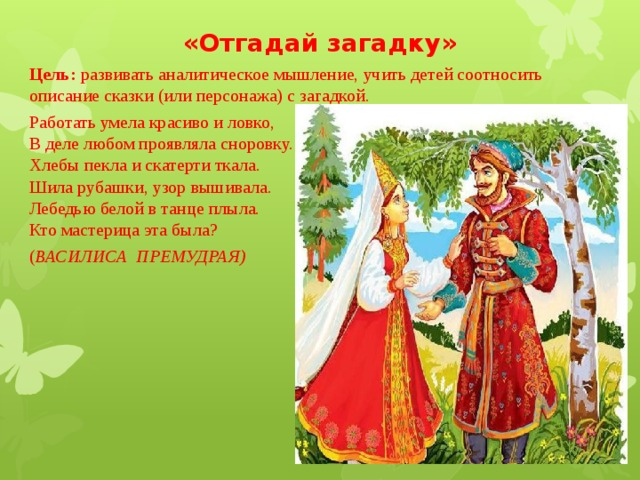 «Отгадай загадку»
Цель: развивать аналитическое мышление, учить детей соотносить
описание сказки (или персонажа) с загадкой.
Работать умела красиво и ловко,
В деле любом проявляла сноровку.
Хлебы пекла и скатерти ткала.
Шила рубашки, узор вышивала.
Лебедью белой в танце плыла.
Кто мастерица эта была?
(ВАСИЛИСА ПРЕМУДРАЯ)